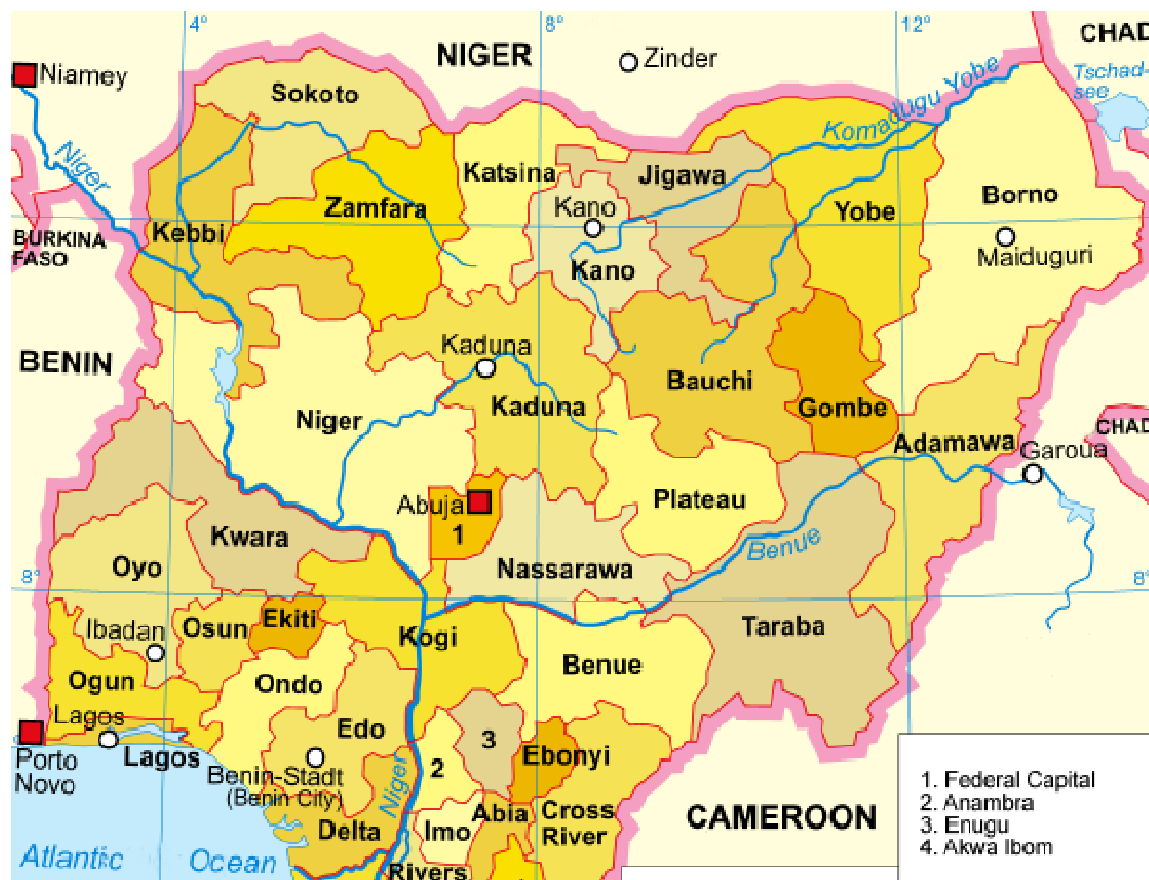 4°
8°
12°
CHAD
NIGER
Zinder
Niamey
Tschad-
see
Komadugu Yobe
Sokoto
Niger
Katsina
Jigawa
Zamfara
Kano
Yobe
Borno
Kebbi
BURKINA
FASO
Maiduguri
Kano
BENIN
Kaduna
Bauchi
Kaduna
Gombe
Niger
CHAD
Adamawa
Garoua
Abuja
Plateau
1
Kwara
Benue
Oyo
Nassarawa
8°
8°
Ekiti
Ibadan
Osun
Kogi
Taraba
Benue
Ogun
Ondo
Lagos
Edo
3
Ebonyi
Porto
Novo
Lagos
2
Benin-Stadt
(Benin City)
Niger
1. Federal Capital
2. Anambra
3. Enugu
4. Akwa Ibom
Abia
Cross
River
CAMEROON
Delta
Imo
Atlantic Ocean
Rivers